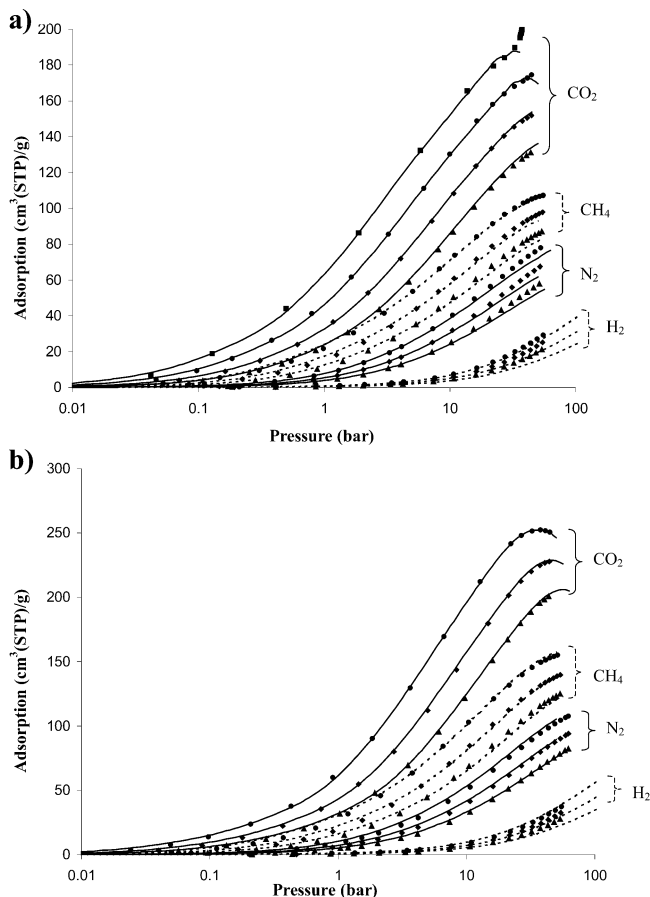 a)
200
180
160
140
120
100
80
60
40
20
0
Adsorption (cm³(STP)/g)
0.01 0.1 1 10 100
Pressure (bar)
CO₂
CH₄
N₂
H₂
b)
300
250
200
150
100
50
0
Adsorption (cm³(STP)/g)
0.01 0.1 1 10 100
Pressure (bar)
CO₂
CH₄
N₂
H₂